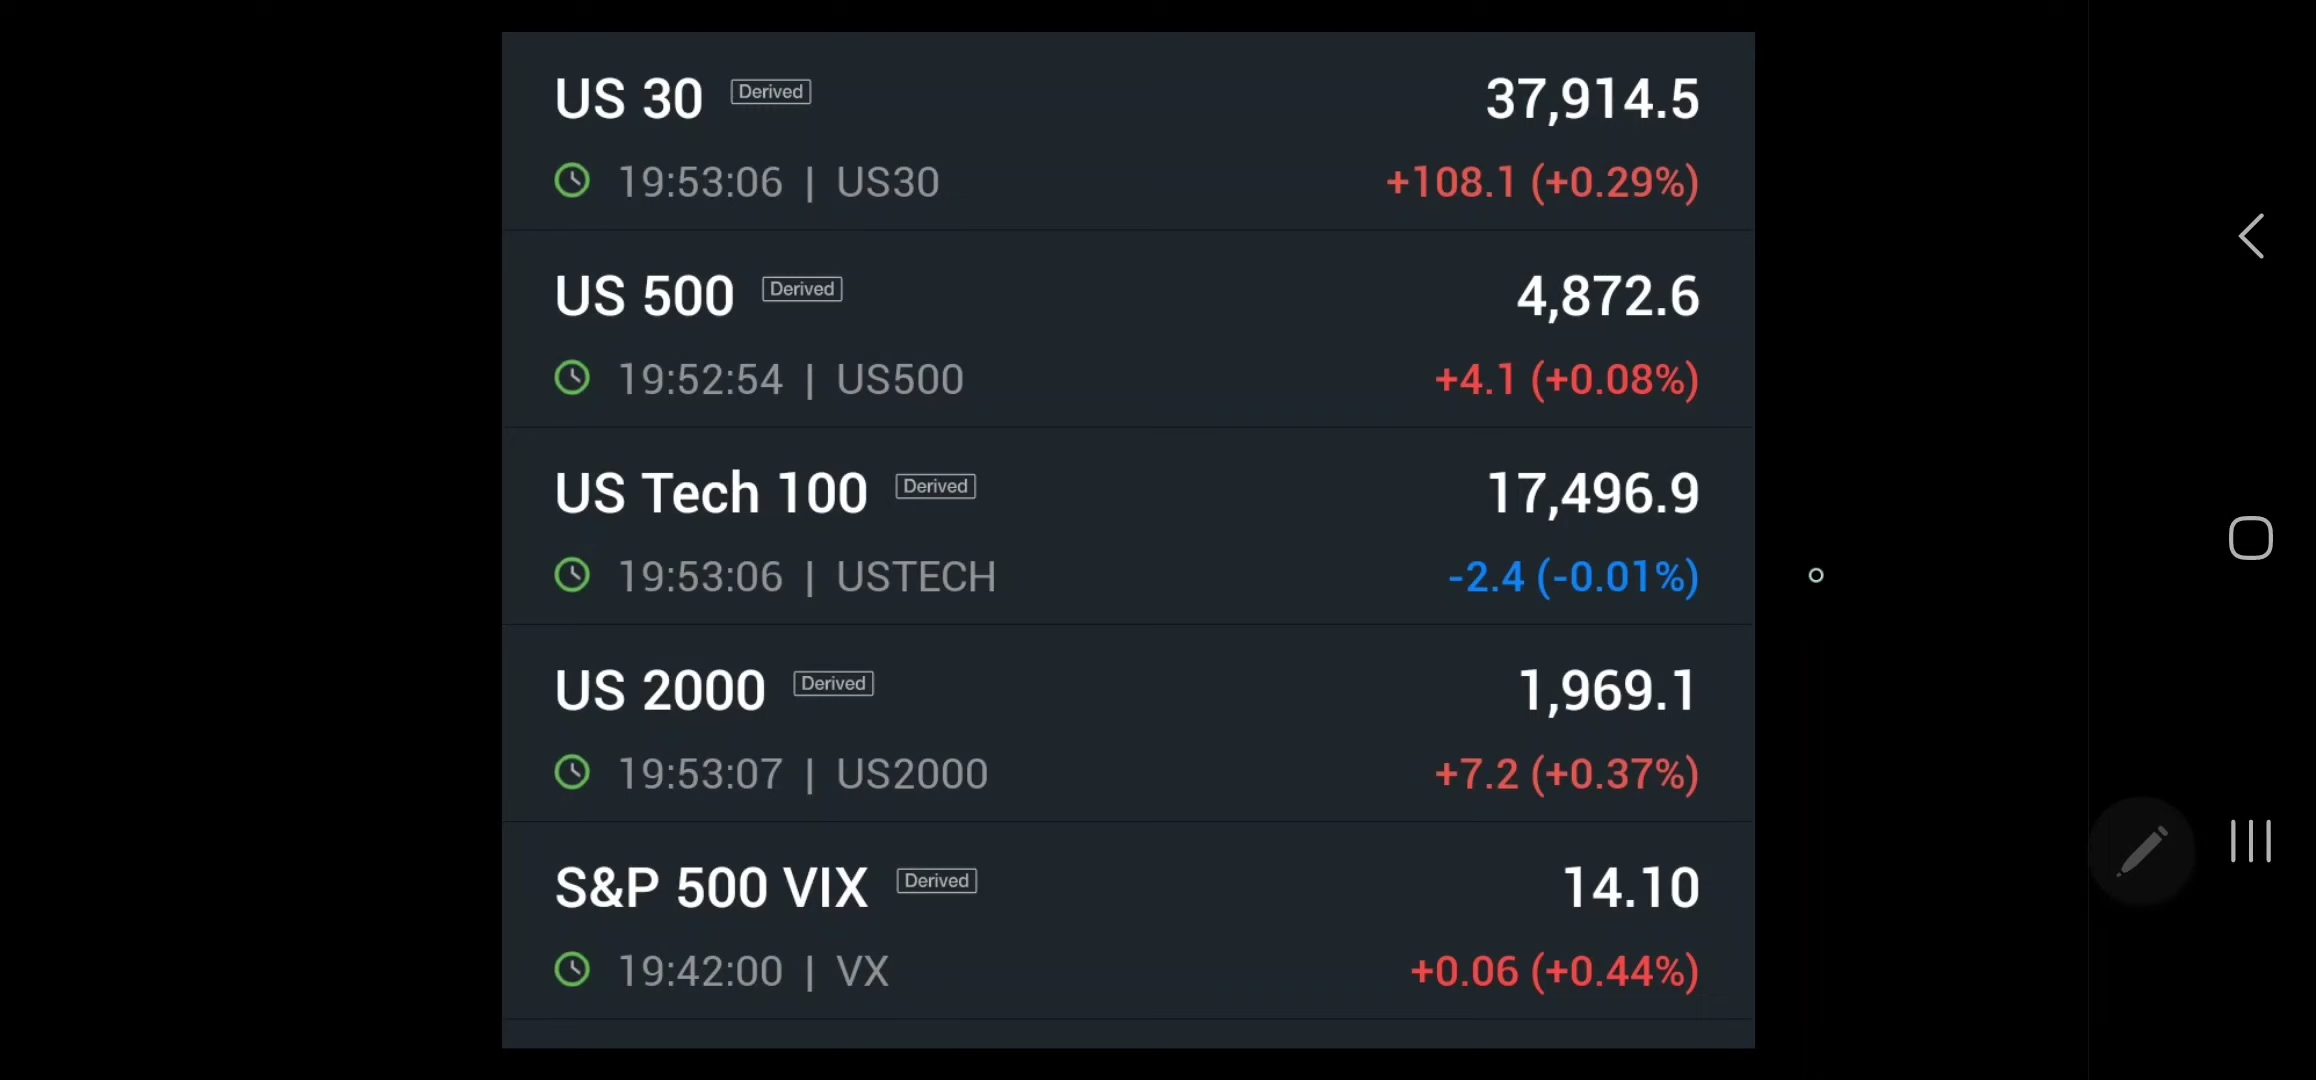 US 30 Derived 37,914.5
19:53:06 | US30 +108.1 (+0.29%)
US 500 Derived 4,872.6
19:52:54 | US500 +4.1 (+0.08%)
US Tech 100 Derived 17,496.9
19:53:06 | USTECH -2.4 (-0.01%)
US 2000 Derived 1,969.1
19:53:07 | US2000 +7.2 (+0.37%)
S&P 500 VIX Derived 14.10
19:42:00 | VX +0.06 (+0.44%)